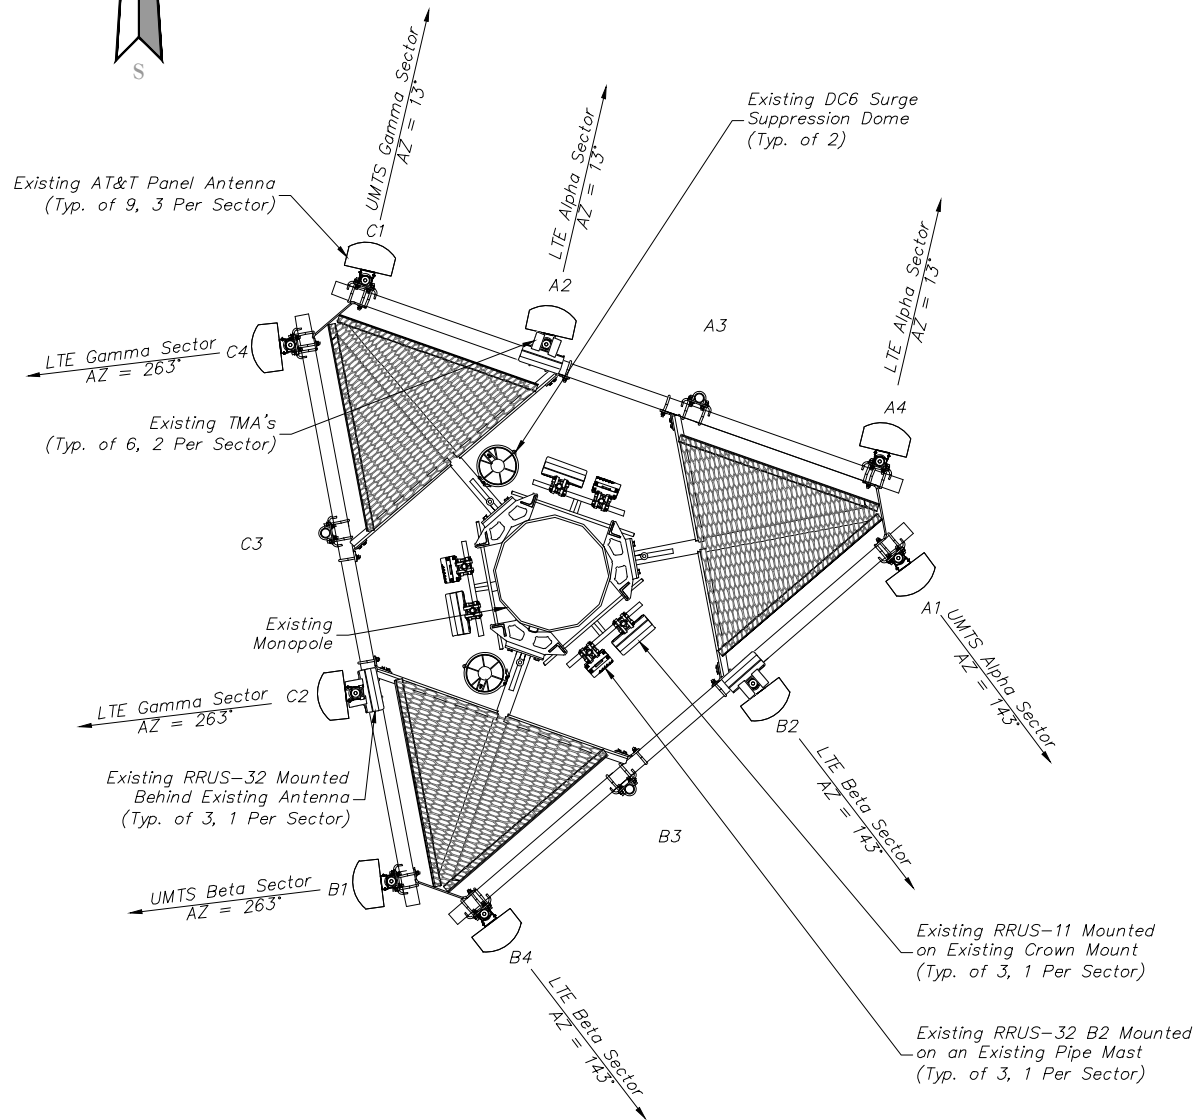 S
UMTS Gamma Sector
AZ = 13°
LTE Alpha Sector
AZ = 13°
Existing DC6 Surge
Suppression Dome
(Typ. of 2)
Existing AT&T Panel Antenna
(Typ. of 9, 3 Per Sector)
C1
A2
A3
LTE Alpha Sector
AZ = 13°
A4
LTE Gamma Sector
AZ = 263°
C4
Existing TMA's
(Typ. of 6, 2 Per Sector)
C3
Existing
Monopole
A1
UMTS Alpha Sector
AZ = 143°
LTE Gamma Sector
AZ = 263°
C2
B2
LTE Beta Sector
AZ = 143°
Existing RRUS-32 Mounted
Behind Existing Antenna
(Typ. of 3, 1 Per Sector)
B3
UMTS Beta Sector
AZ = 263°
B1
B4
LTE Beta Sector
AZ = 143°
Existing RRUS-11 Mounted
on Existing Crown Mount
(Typ. of 3, 1 Per Sector)
Existing RRUS-32 B2 Mounted
on an Existing Pipe Mast
(Typ. of 3, 1 Per Sector)